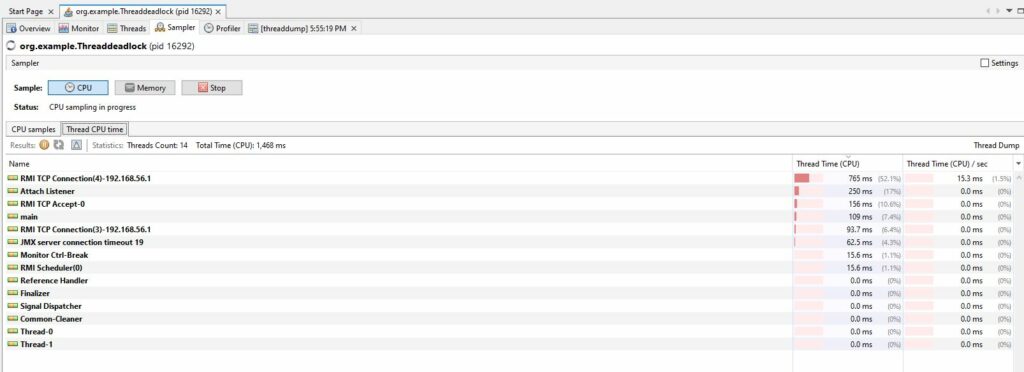 Start Page × org.example.Threaddeadlock (pid 16292) ×
Overview Monitor Threads Sampler Profiler [threaddump] 5:55:19 PM ×
org.example.Threaddeadlock (pid 16292)
Sampler Settings
Sample: CPU Memory Stop
Status: CPU sampling in progress
CPU samples Thread CPU time
Results: Statistics: Threads Count: 14 Total Time (CPU): 1,468 ms Thread Dump
Name Thread Time (CPU) Thread Time (CPU) / sec
RMI TCP Connection(4)-192.168.56.1 765 ms (52.1%) 15.3 ms (1.5%)
Attach Listener 250 ms (17%) 0.0 ms (0%)
RMI TCP Accept-0 156 ms (10.6%) 0.0 ms (0%)
main 109 ms (7.4%) 0.0 ms (0%)
RMI TCP Connection(3)-192.168.56.1 93.7 ms (6.4%) 0.0 ms (0%)
JMX server connection timeout 19 62.5 ms (4.3%) 0.0 ms (0%)
Monitor Ctrl-Break 15.6 ms (1.1%) 0.0 ms (0%)
RMI Scheduler(0) 15.6 ms (1.1%) 0.0 ms (0%)
Reference Handler 0.0 ms (0%) 0.0 ms (0%)
Finalizer 0.0 ms (0%) 0.0 ms (0%)
Signal Dispatcher 0.0 ms (0%) 0.0 ms (0%)
Common-Cleaner 0.0 ms (0%) 0.0 ms (0%)
Thread-0 0.0 ms (0%) 0.0 ms (0%)
Thread-1 0.0 ms (0%) 0.0 ms (0%)